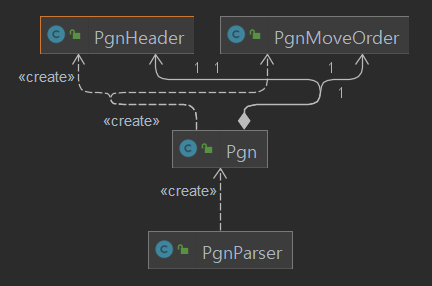 C PgnHeader
C PgnMoveOrder
1 1 1
«create»
1
«create»
C Pgn
«create»
C PgnParser